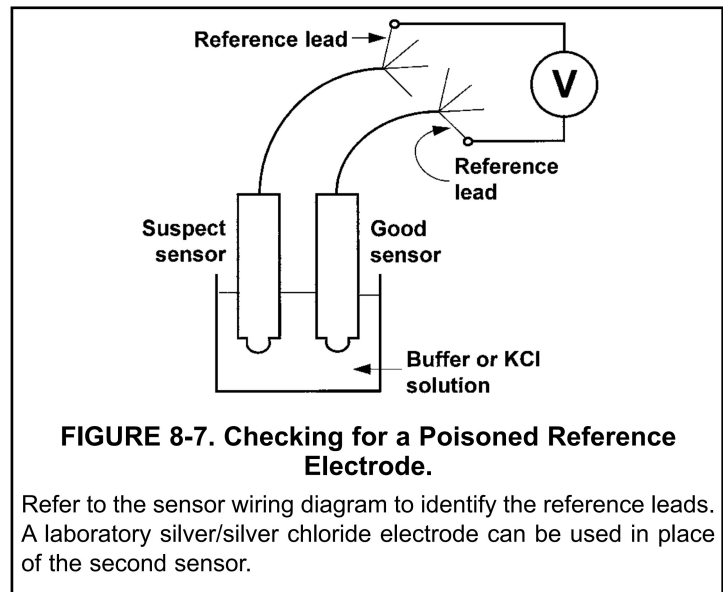 Reference lead
V
Reference
lead
Suspect
sensor
Good
sensor
Buffer or KCl
solution
FIGURE 8-7. Checking for a Poisoned Reference
Electrode.
Refer to the sensor wiring diagram to identify the reference leads.
A laboratory silver/silver chloride electrode can be used in place
of the second sensor.